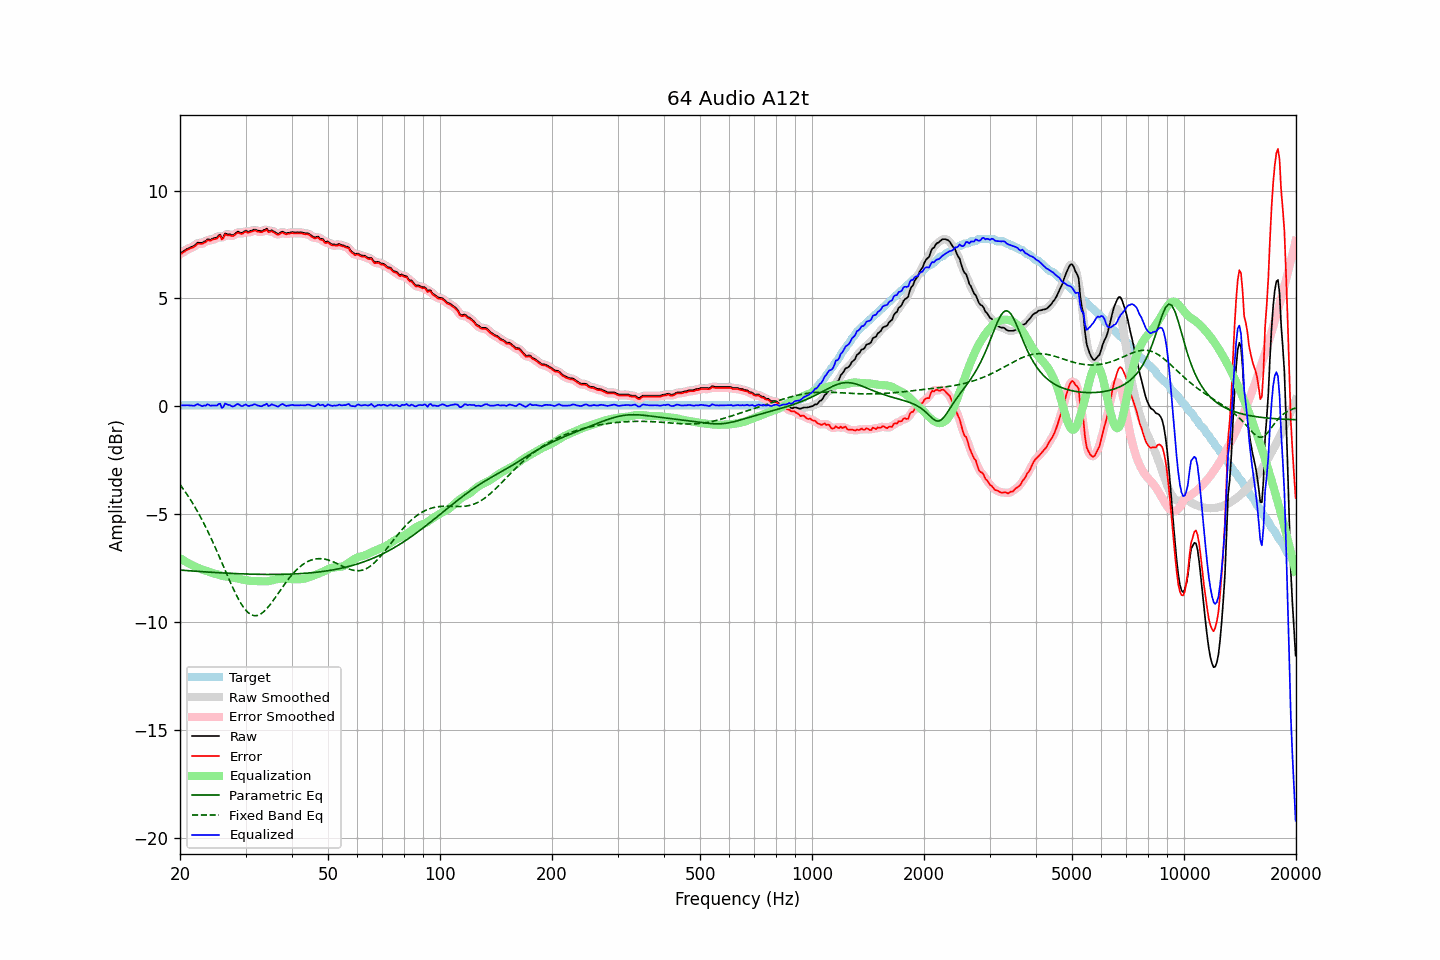 64 Audio A12t
Amplitude (dBr)
10
5
0
−5
−10
−15
−20
Target
Raw Smoothed
Error Smoothed
Raw
Error
Equalization
Parametric Eq
Fixed Band Eq
Equalized
20 50 100 200 500 1000 2000 5000 10000 20000
Frequency (Hz)